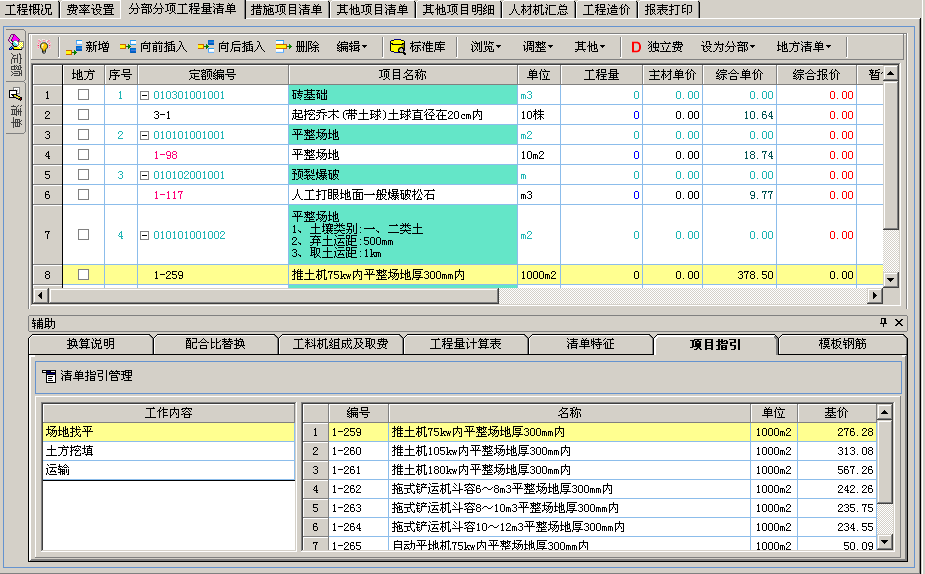 工程概况 费率设置 分部分项工程量清单 措施项目清单 其他项目清单 其他项目明细 人材机汇总 工程造价 报表打印
定额
清单
新增 向前插入 向后插入 删除 编辑 标准库 浏览 调整 其他 D 独立费 设为分部 地方清单
地方 序号 定额编号 项目名称 单位 工程量 主材单价 综合单价 综合报价 暂
1 1 010301001001 砖基础 m3 0 0.00 0.00 0.00
2 3-1 起挖乔木(带土球)土球直径在20cm内 10株 0 0.00 10.64 0.00
3 2 010101001001 平整场地 m2 0 0.00 0.00 0.00
4 1-98 平整场地 10m2 0 0.00 18.74 0.00
5 3 010102001001 预裂爆破 m 0 0.00 0.00 0.00
6 1-117 人工打眼地面一般爆破松石 m3 0 0.00 9.77 0.00
7 4 010101001002 平整场地
1、土壤类别:一、二类土
2、弃土运距:500mm
3、取土运距:1km
m2 0 0.00 0.00 0.00
8 1-259 推土机75kw内平整场地厚300mm内 1000m2 0 0.00 378.50 0.00
辅助
换算说明 配合比替换 工料机组成及取费 工程量计算表 清单特征 项目指引 模板钢筋
清单指引管理
工作内容
场地找平
土方挖填
运输
编号 名称 单位 基价
1 1-259 推土机75kw内平整场地厚300mm内 1000m2 276.28
2 1-260 推土机105kw内平整场地厚300mm内 1000m2 313.08
3 1-261 推土机180kw内平整场地厚300mm内 1000m2 567.26
4 1-262 拖式铲运机斗容6～8m3平整场地厚300mm内 1000m2 242.26
5 1-263 拖式铲运机斗容8～10m3平整场地厚300mm内 1000m2 235.75
6 1-264 拖式铲运机斗容10～12m3平整场地厚300mm内 1000m2 234.55
7 1-265 自动平地机75kw内平整场地厚300mm内 1000m2 50.09